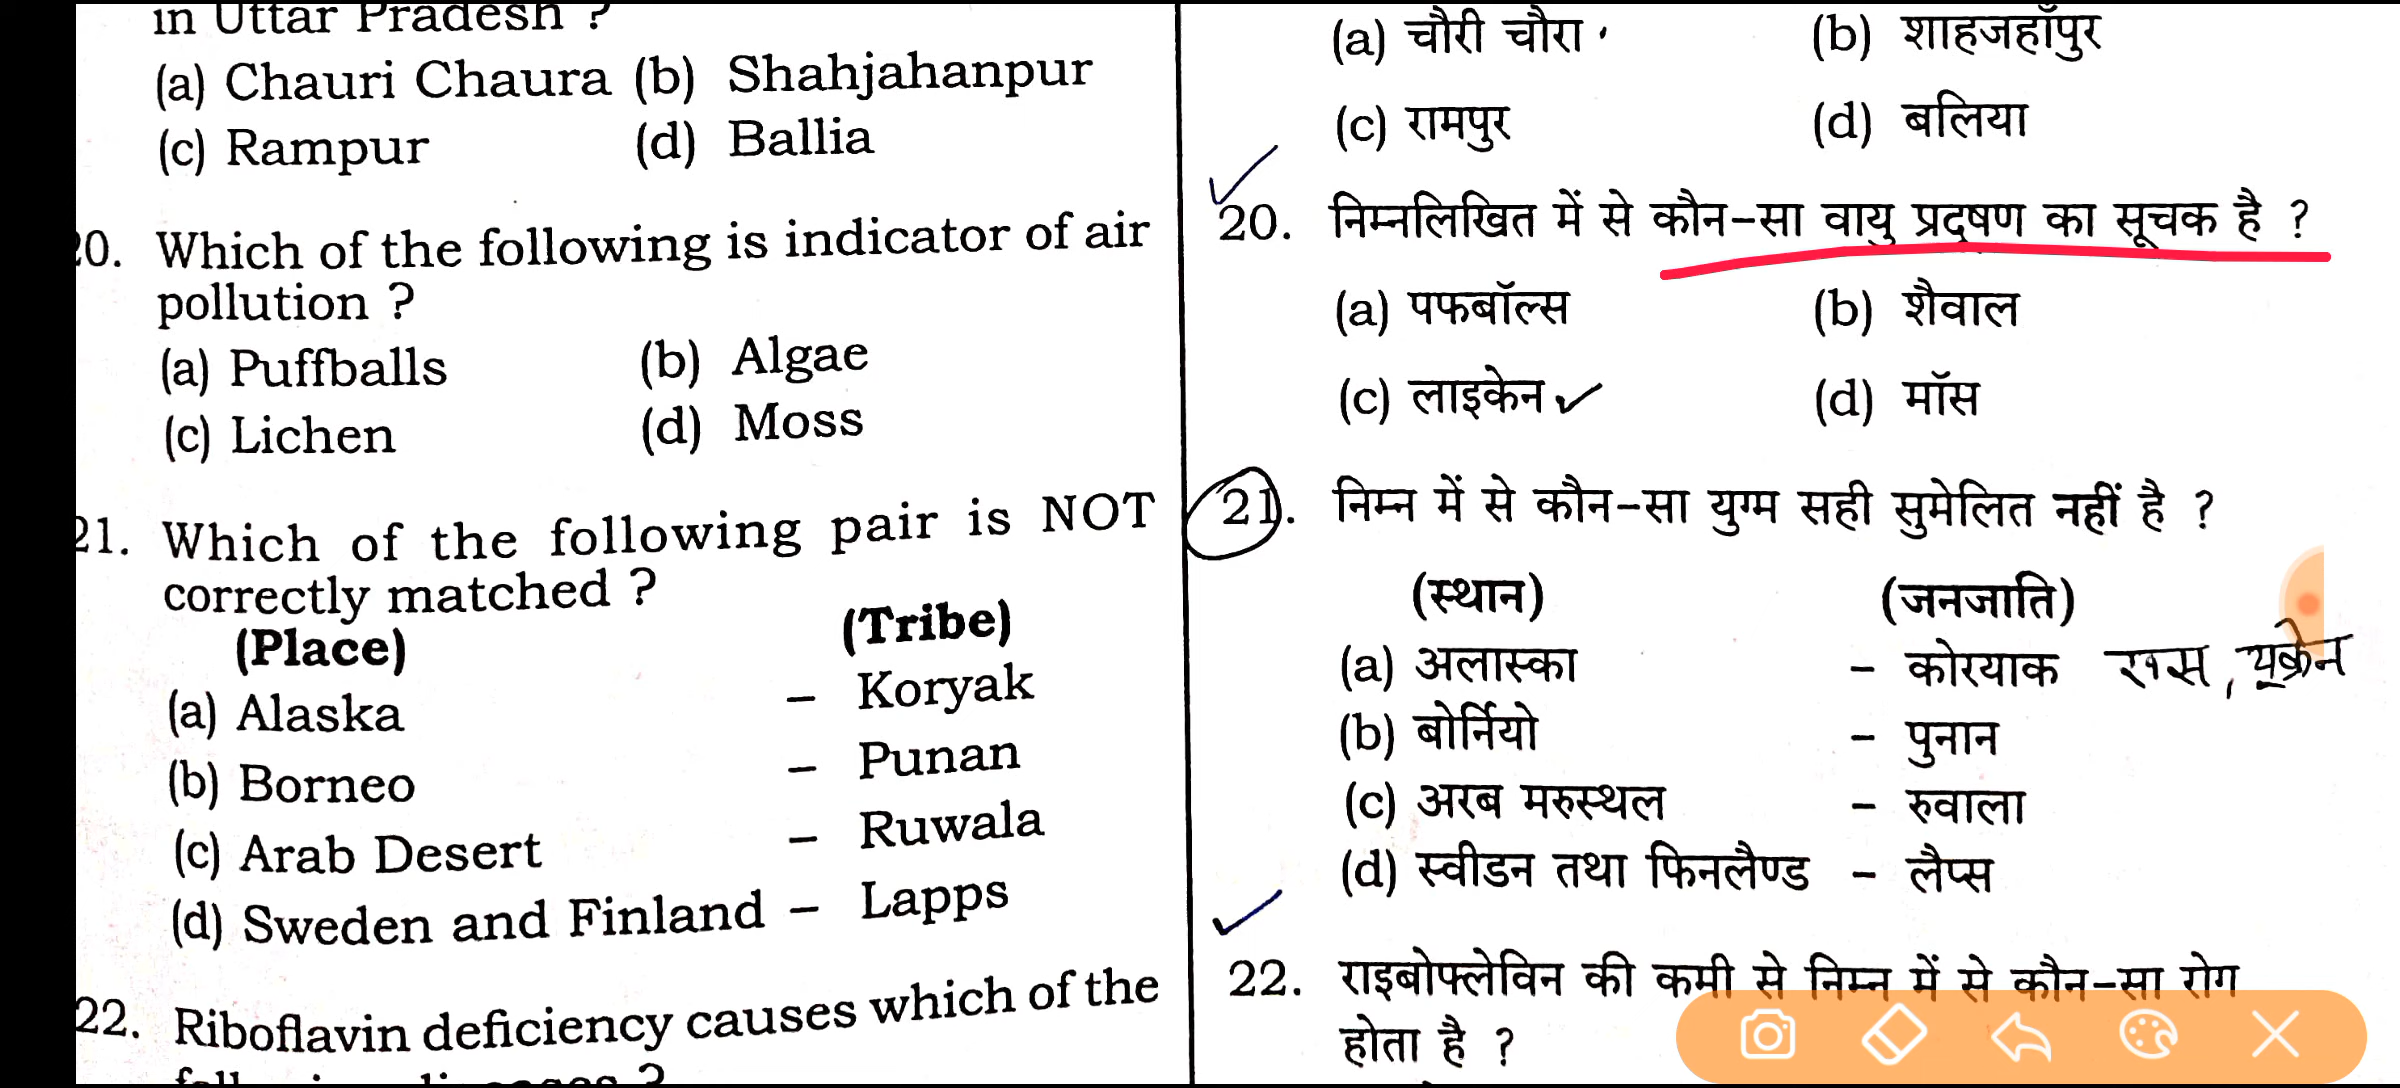 in Uttar Pradesh ?
(a) Chauri Chaura (b) Shahjahanpur
(c) Rampur (d) Ballia
20. Which of the following is indicator of air
pollution ?
(a) Puffballs (b) Algae
(c) Lichen (d) Moss
21. Which of the following pair is NOT
correctly matched ?
(Place) (Tribe)
(a) Alaska – Koryak
(b) Borneo – Punan
(c) Arab Desert – Ruwala
(d) Sweden and Finland – Lapps
22. Riboflavin deficiency causes which of the
(a) चौरी चौरा (b) शाहजहाँपुर
(c) रामपुर (d) बलिया
20. निम्नलिखित में से कौन-सा वायु प्रदूषण का सूचक है ?
(a) पफबॉल्स (b) शैवाल
(c) लाइकेन ✓ (d) मॉस
21. निम्न में से कौन-सा युग्म सही सुमेलित नहीं है ?
(स्थान) (जनजाति)
(a) अलास्का – कोरयाक रूस, यूक्रेन
(b) बोर्नियो – पुनान
(c) अरब मरुस्थल – रुवाला
(d) स्वीडन तथा फिनलैण्ड – लैप्स
22. राइबोफ्लेविन की कमी से निम्न में से कौन-सा रोग
होता है ?